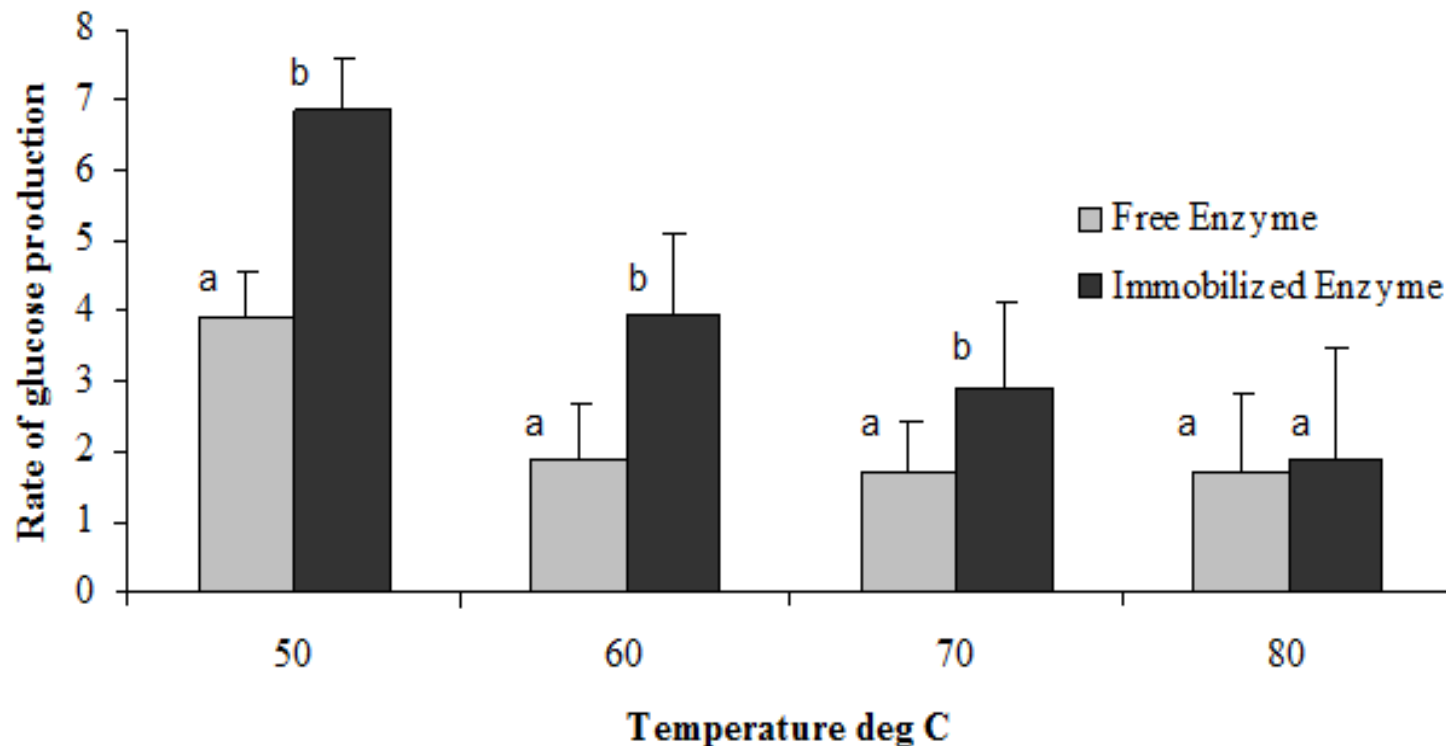 Rate of glucose production
8
7
6
5
4
3
2
1
0
a
b
a
b
a
b
a
a
Free Enzyme
Immobilized Enzyme
50 60 70 80
Temperature deg C